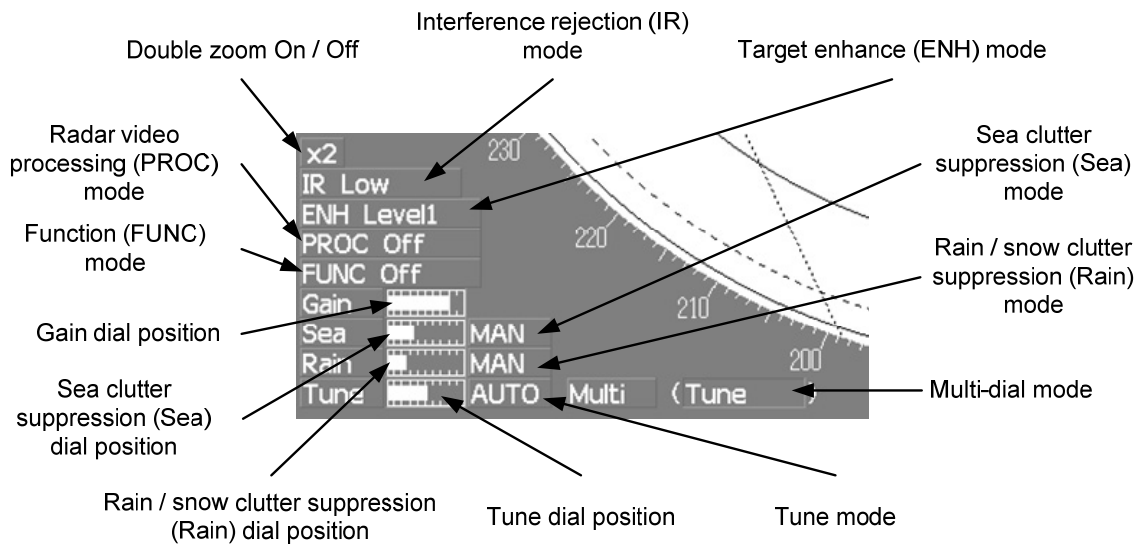 Interference rejection (IR)
mode
Double zoom On / Off
Target enhance (ENH) mode
Radar video
processing (PROC)
mode
Sea clutter
suppression (Sea)
mode
Function (FUNC)
mode
Rain / snow clutter
suppression (Rain)
mode
Gain dial position
Sea clutter
suppression (Sea)
dial position
Multi-dial mode
Rain / snow clutter suppression
(Rain) dial position
Tune dial position
Tune mode
x2
IR Low
ENH Level1
PROC Off
FUNC Off
Gain
Sea MAN
Rain MAN
Tune AUTO Multi (Tune )
230
220
210
200